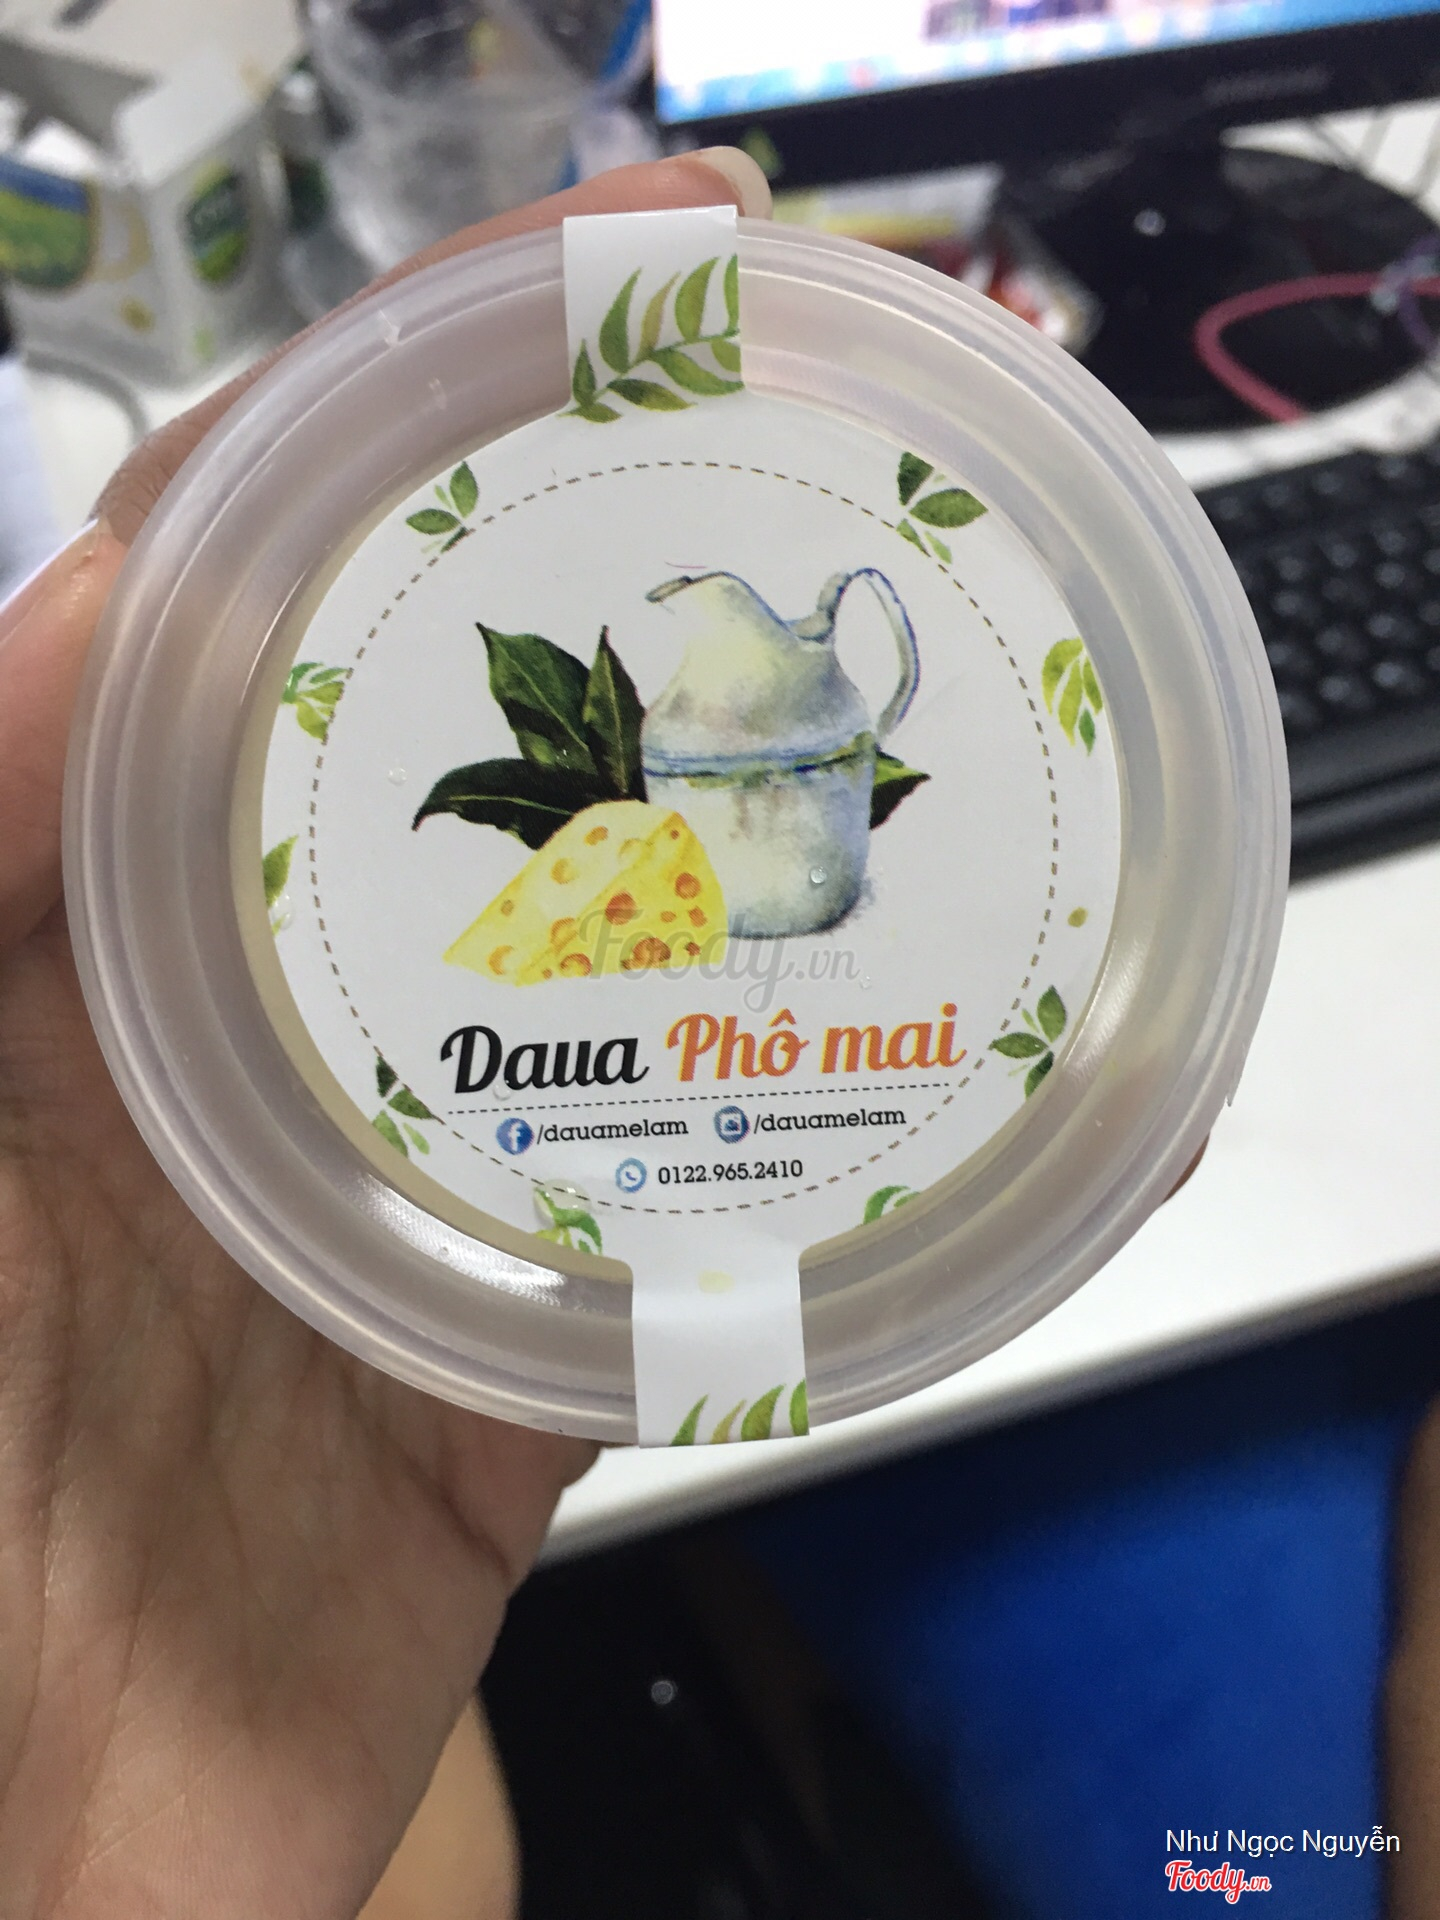 Foody.vn
Daua Phô mai
/dauamelam /dauamelam
0122.965.2410
Như Ngọc Nguyễn
Foody.vn